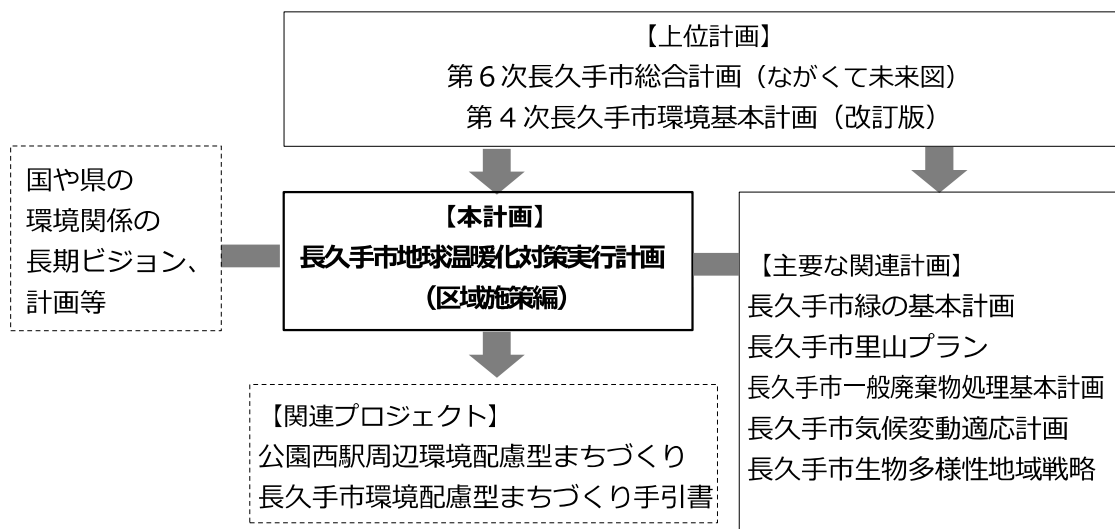 【上位計画】
第6次長久手市総合計画（ながくて未来図）
第4次長久手市環境基本計画（改訂版）
国や県の
環境関係の
長期ビジョン、
計画等
【本計画】
長久手市地球温暖化対策実行計画
（区域施策編）
【主要な関連計画】
長久手市緑の基本計画
長久手市里山プラン
長久手市一般廃棄物処理基本計画
長久手市気候変動適応計画
長久手市生物多様性地域戦略
【関連プロジェクト】
公園西駅周辺環境配慮型まちづくり
長久手市環境配慮型まちづくり手引書